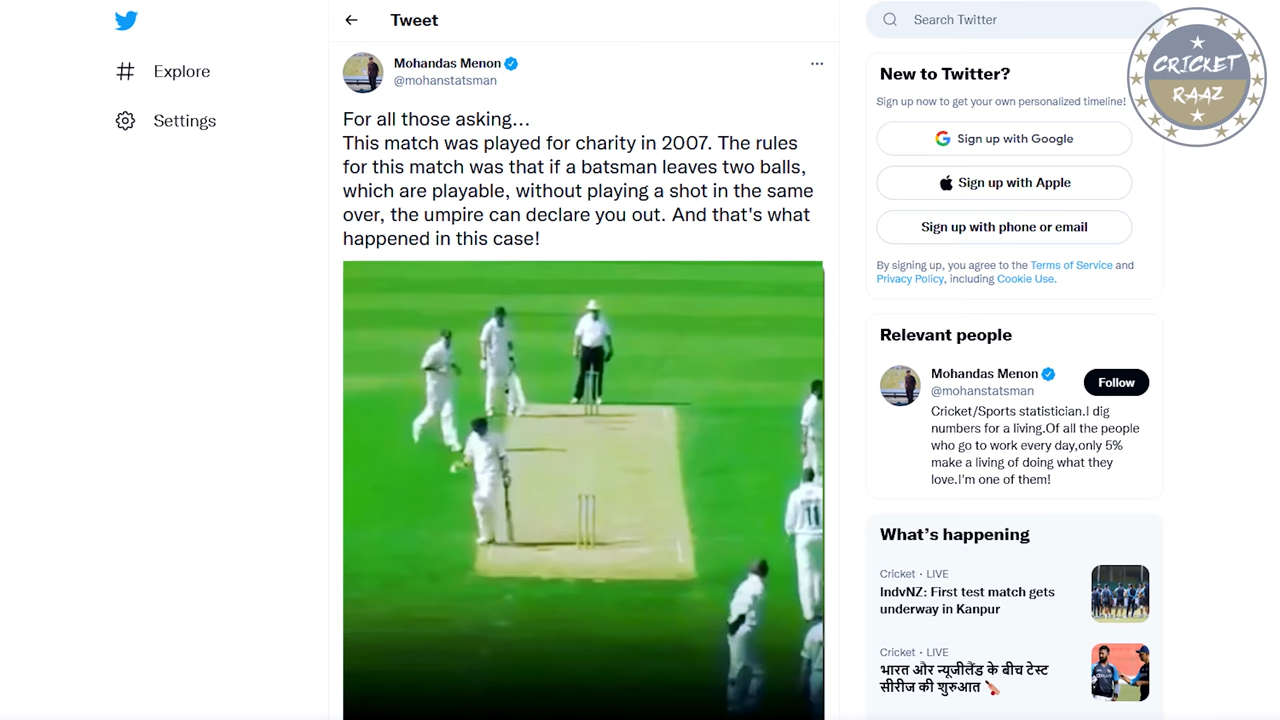 Tweet
Search Twitter
CRICKET
RAAZ
Explore
Settings
Mohandas Menon
@mohanstatsman
For all those asking...
This match was played for charity in 2007. The rules
for this match was that if a batsman leaves two balls,
which are playable, without playing a shot in the same
over, the umpire can declare you out. And that's what
happened in this case!
11
New to Twitter?
Sign up now to get your own personalized timeline!
Sign up with Google
Sign up with Apple
Sign up with phone or email
By signing up, you agree to the Terms of Service and
Privacy Policy, including Cookie Use.
Relevant people
Mohandas Menon
@mohanstatsman
Follow
Cricket/Sports statistician.I dig
numbers for a living.Of all the people
who go to work every day,only 5%
make a living of doing what they
love.I'm one of them!
What's happening
Cricket · LIVE
IndvNZ: First test match gets
underway in Kanpur
Cricket · LIVE
भारत और न्यूजीलैंड के बीच टेस्ट
सीरीज की शुरुआत